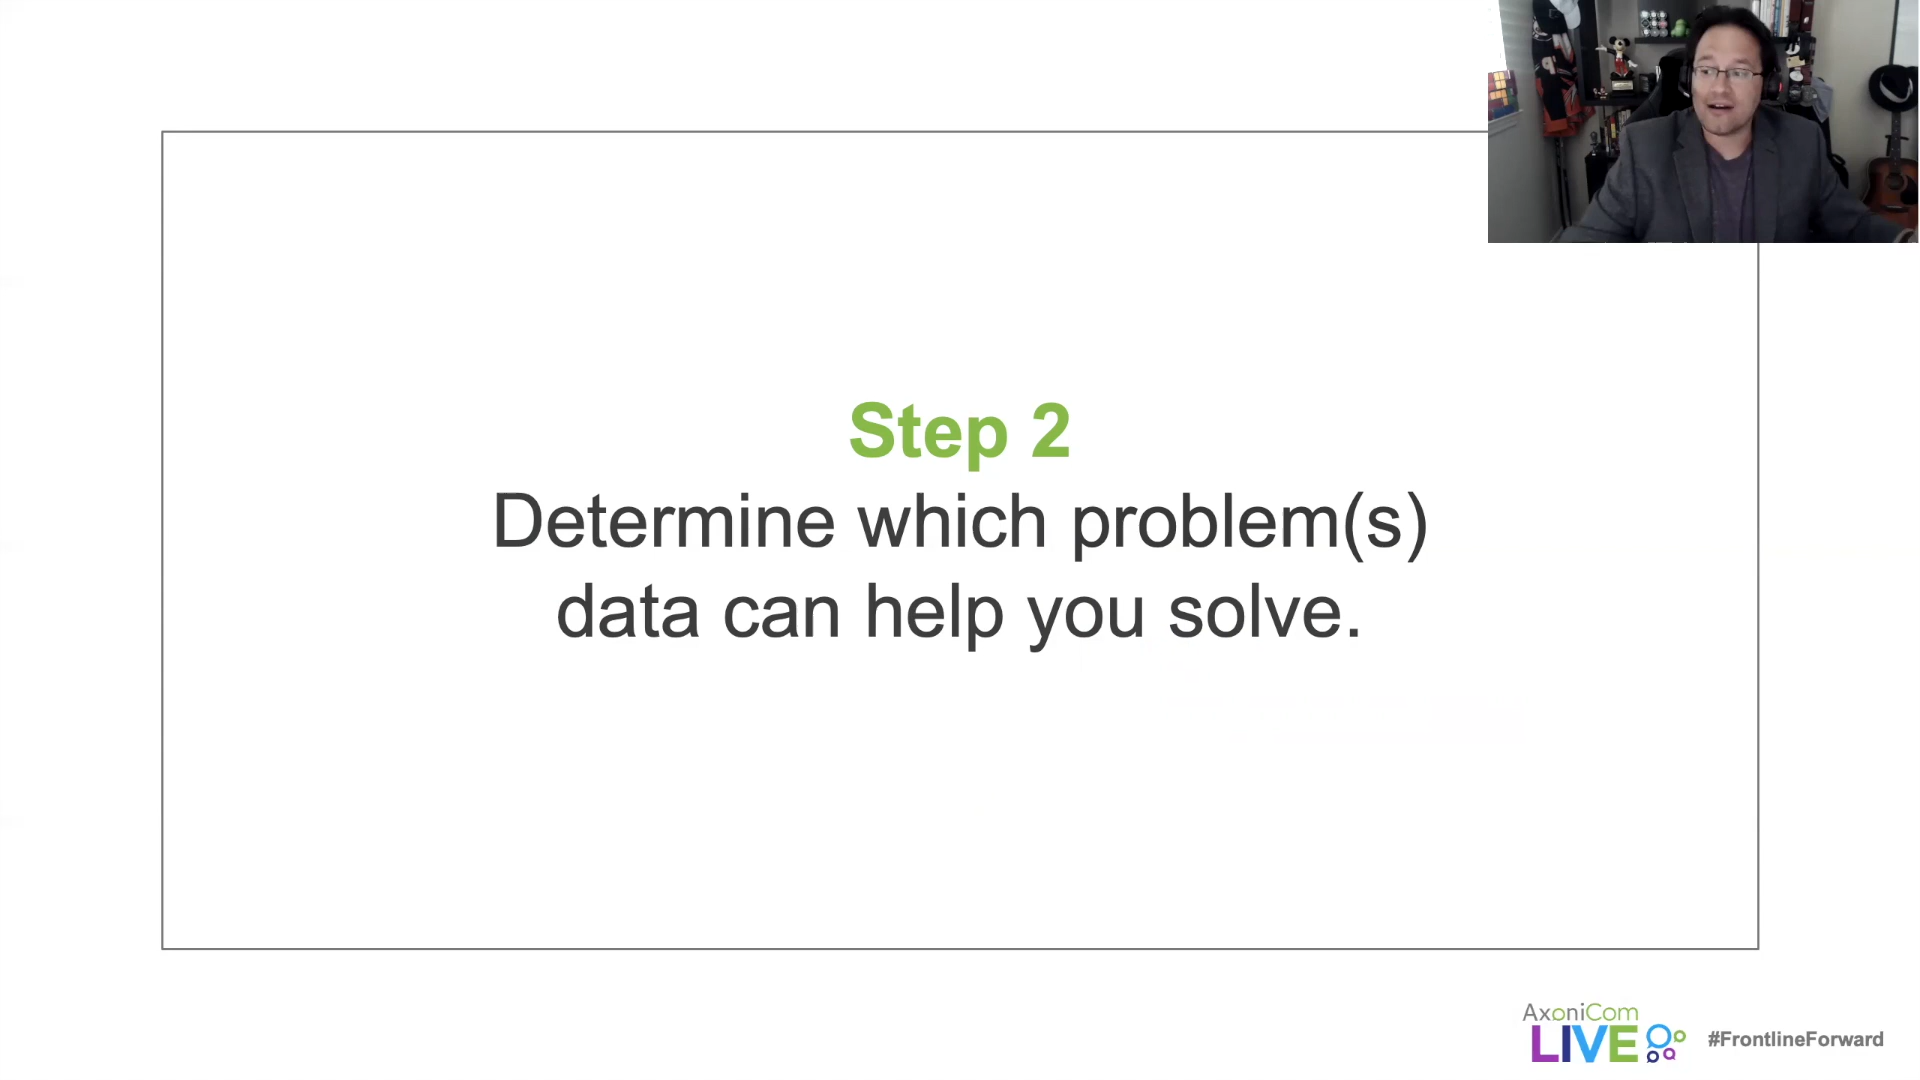 Step 2
Determine which problem(s)
data can help you solve.
AxoniCom
LIVE
#FrontlineForward